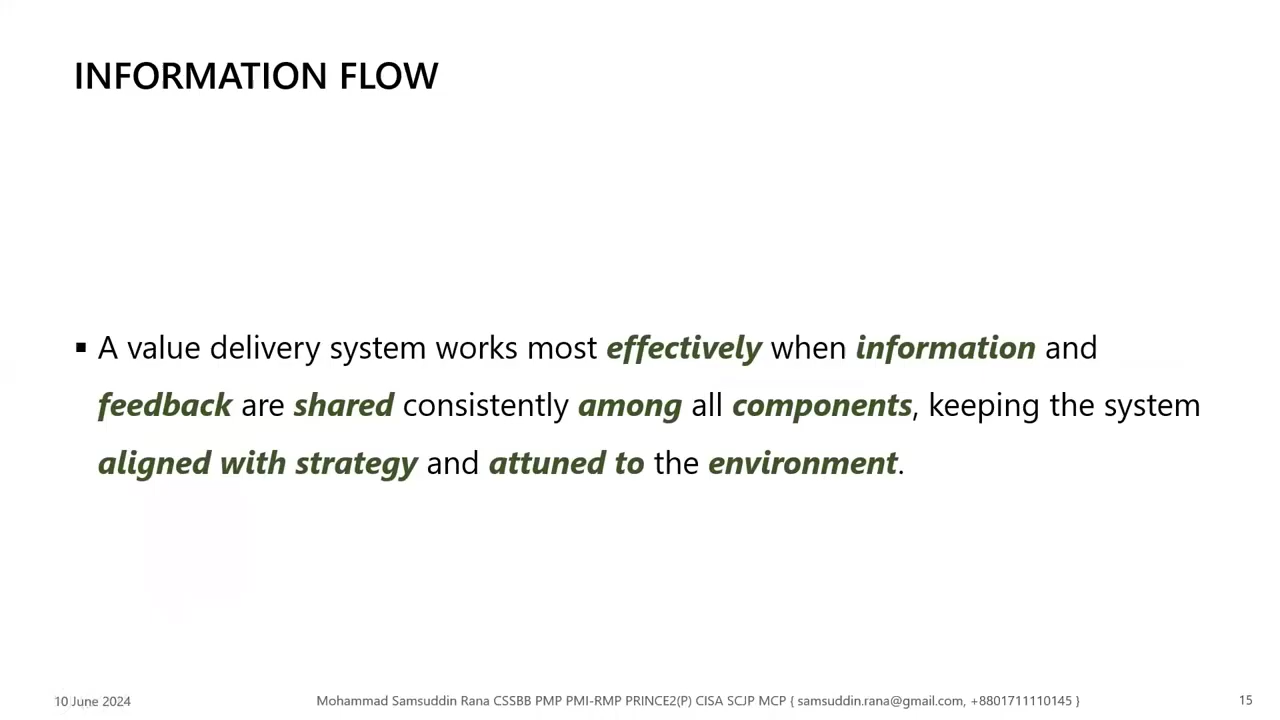 INFORMATION FLOW
▪ A value delivery system works most effectively when information and
feedback are shared consistently among all components, keeping the system
aligned with strategy and attuned to the environment.
10 June 2024
Mohammad Samsuddin Rana CSSBB PMP PMI-RMP PRINCE2(P) CISA SCJP MCP { samsuddin.rana@gmail.com, +8801711110145 }
15